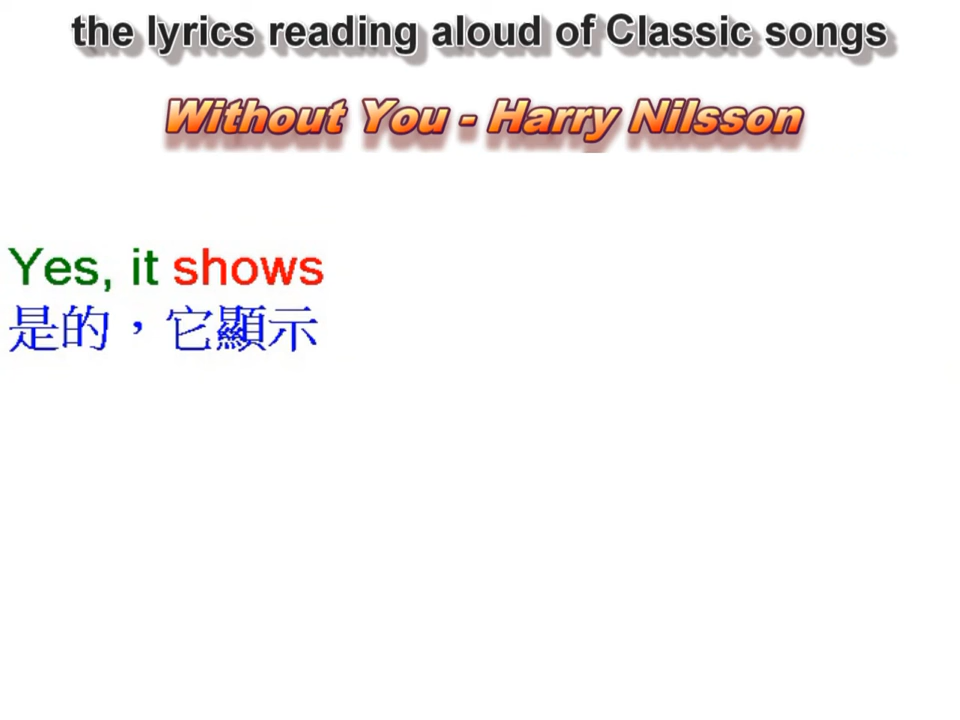 the lyrics reading aloud of Classic songs
Without You - Harry Nilsson
Yes, it shows
是的，它顯示